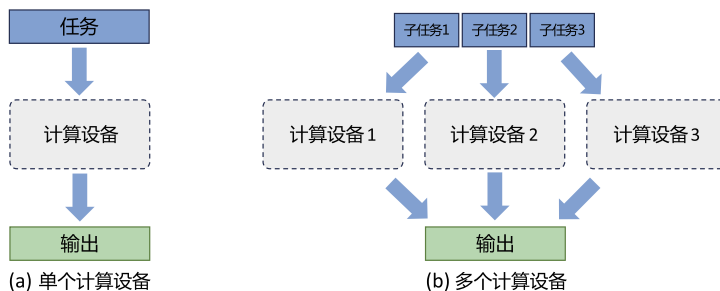 任务
计算设备
输出
(a) 单个计算设备
子任务1 子任务2 子任务3
计算设备 1 计算设备 2 计算设备 3
输出
(b) 多个计算设备